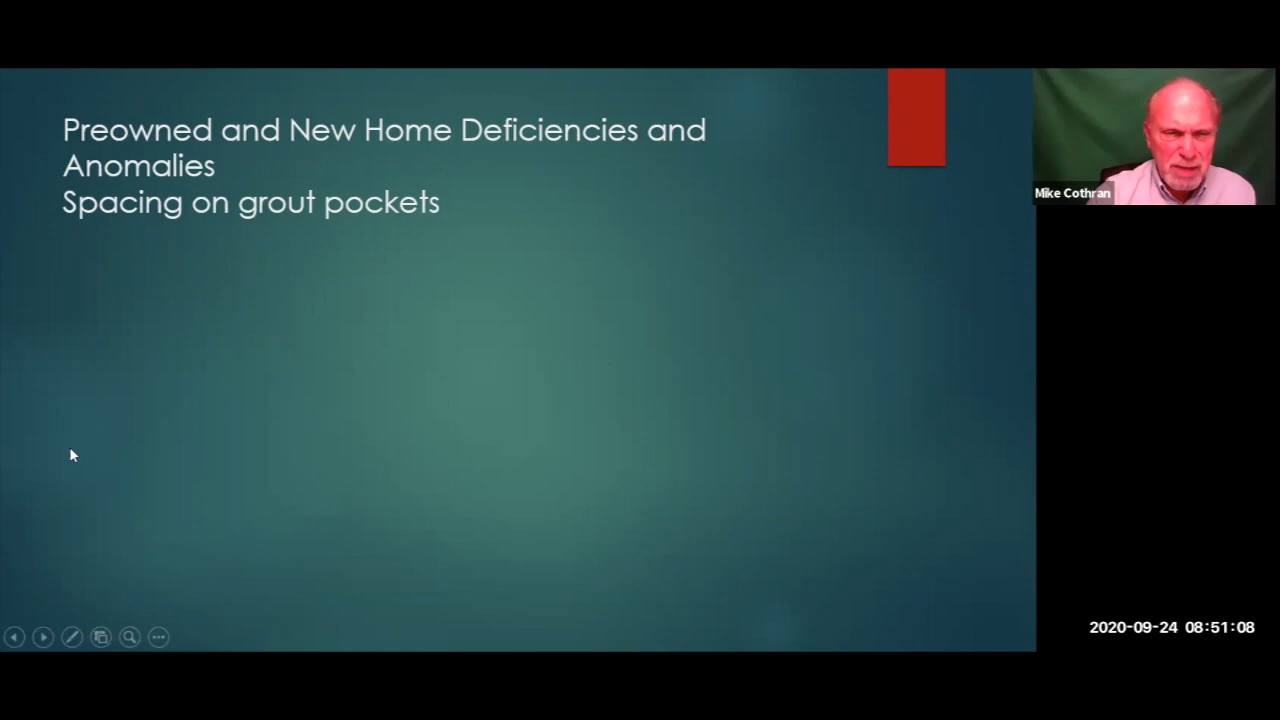 Preowned and New Home Deficiencies and
Anomalies
Spacing on grout pockets
Mike Cothran
2020-09-24 08:51:08